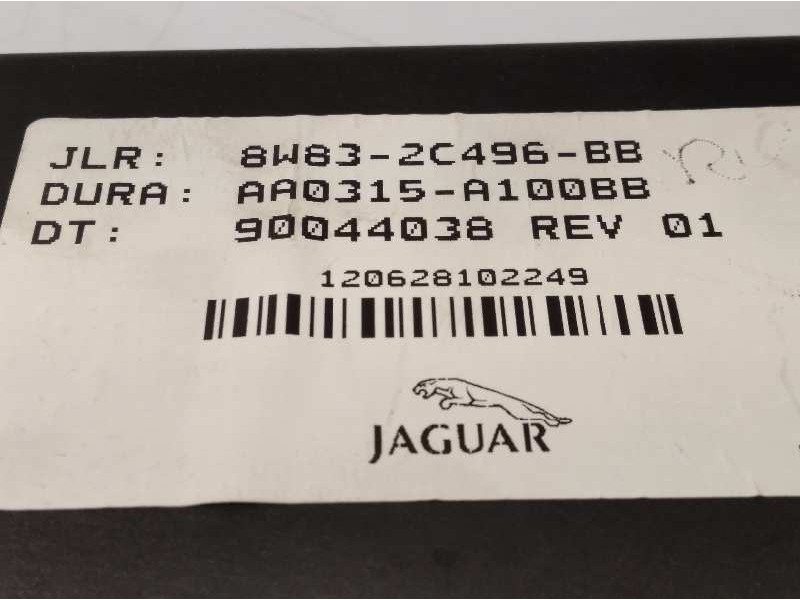 JLR: 8W83-2C496-BB
DURA: AA0315-A100BB
DT: 90044038 REV 01
120628102249
JAGUAR